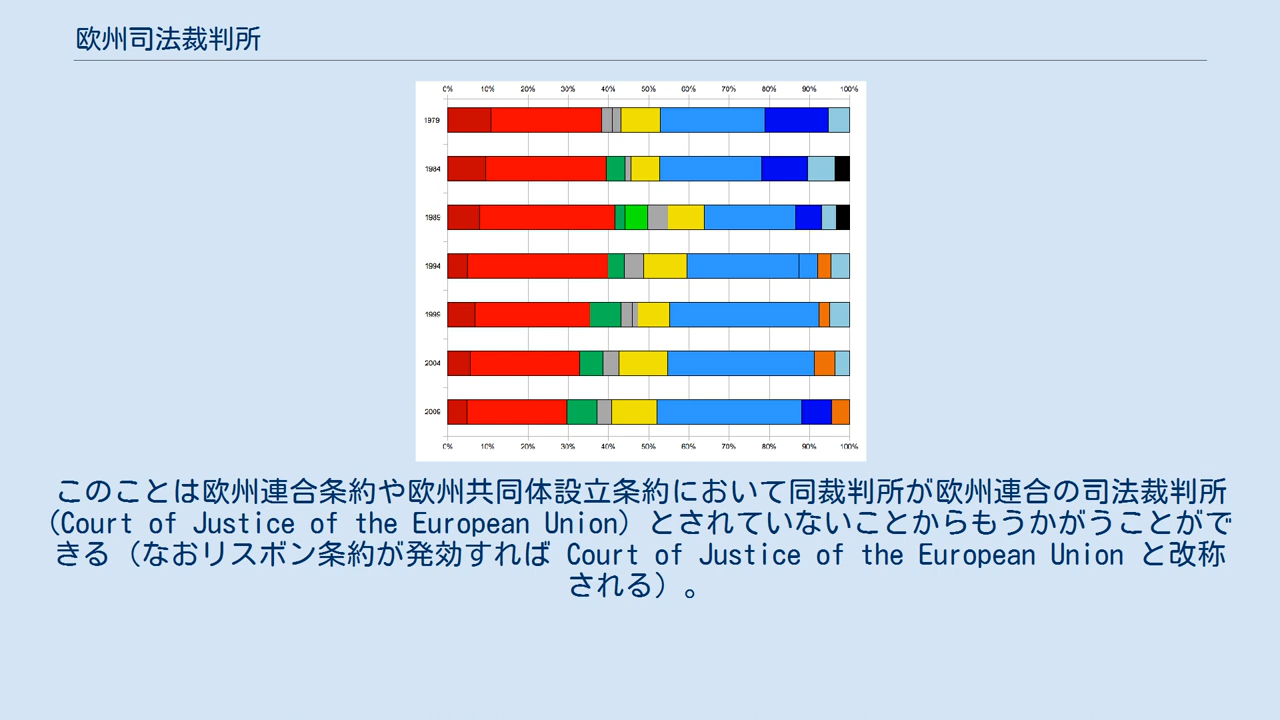 欧州司法裁判所
0% 10% 20% 30% 40% 50% 60% 70% 80% 90% 100%
1979
1984
1989
1994
1999
2004
2009
0% 10% 20% 30% 40% 50% 60% 70% 80% 90% 100%
このことは欧州連合条約や欧州共同体設立条約において同裁判所が欧州連合の司法裁判所
(Court of Justice of the European Union) とされていないことからもうかがうことがで
きる（なおリスボン条約が発効すれば Court of Justice of the European Union と改称
される）。